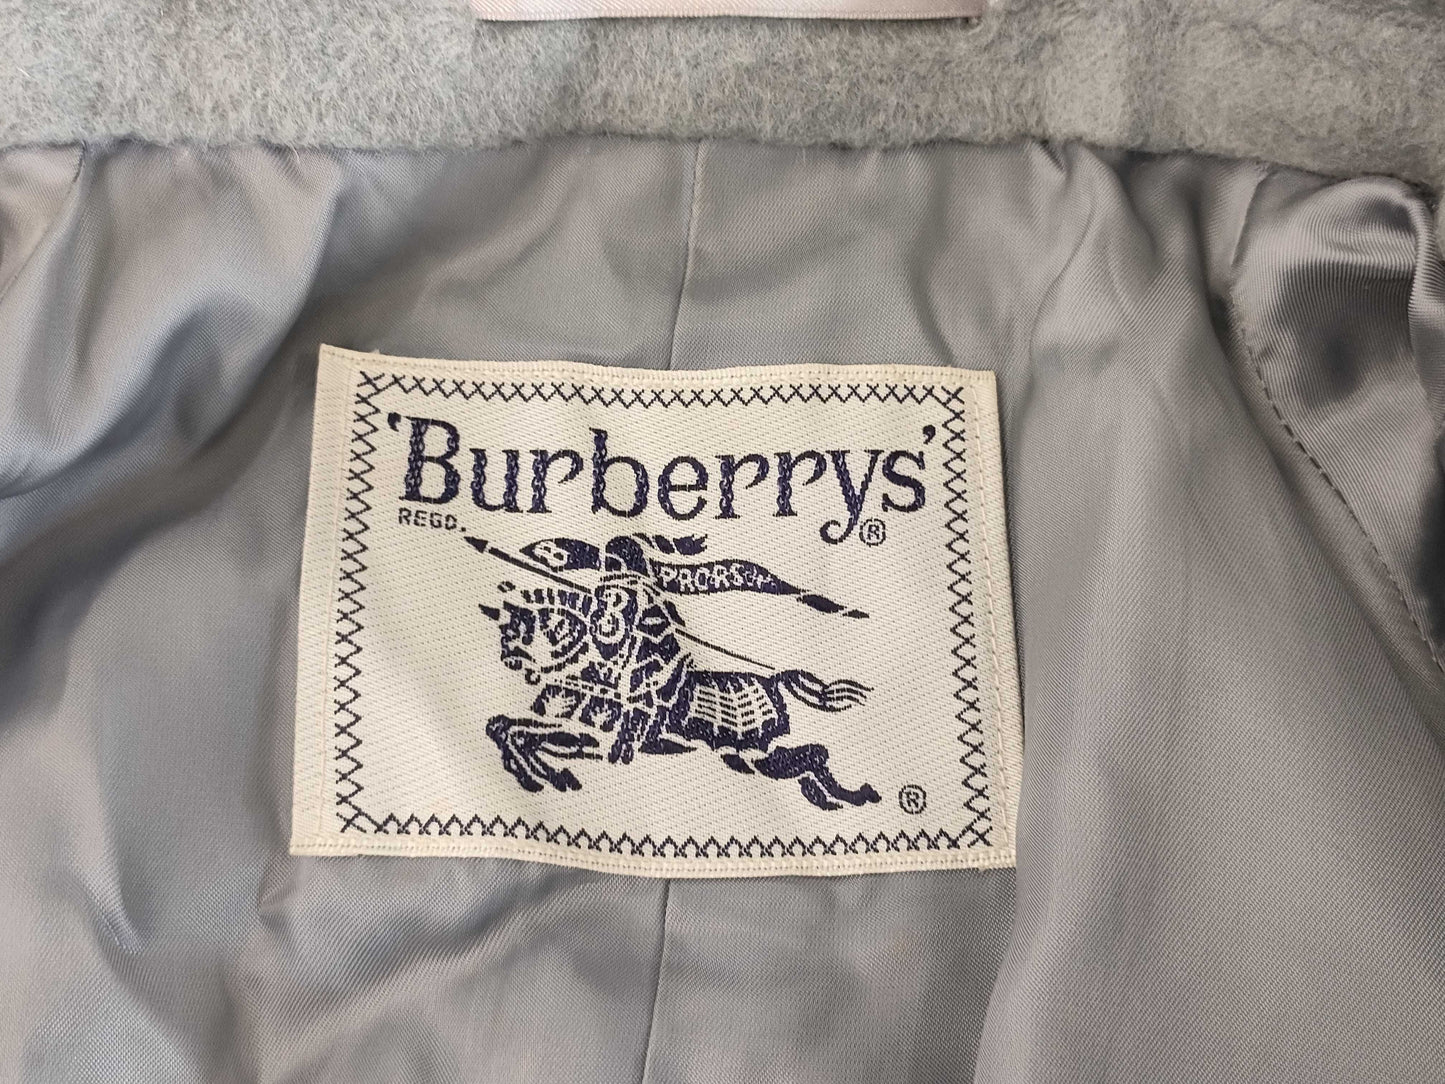 'Burberrys'
REGD. ®
B PRORSUM
B
®